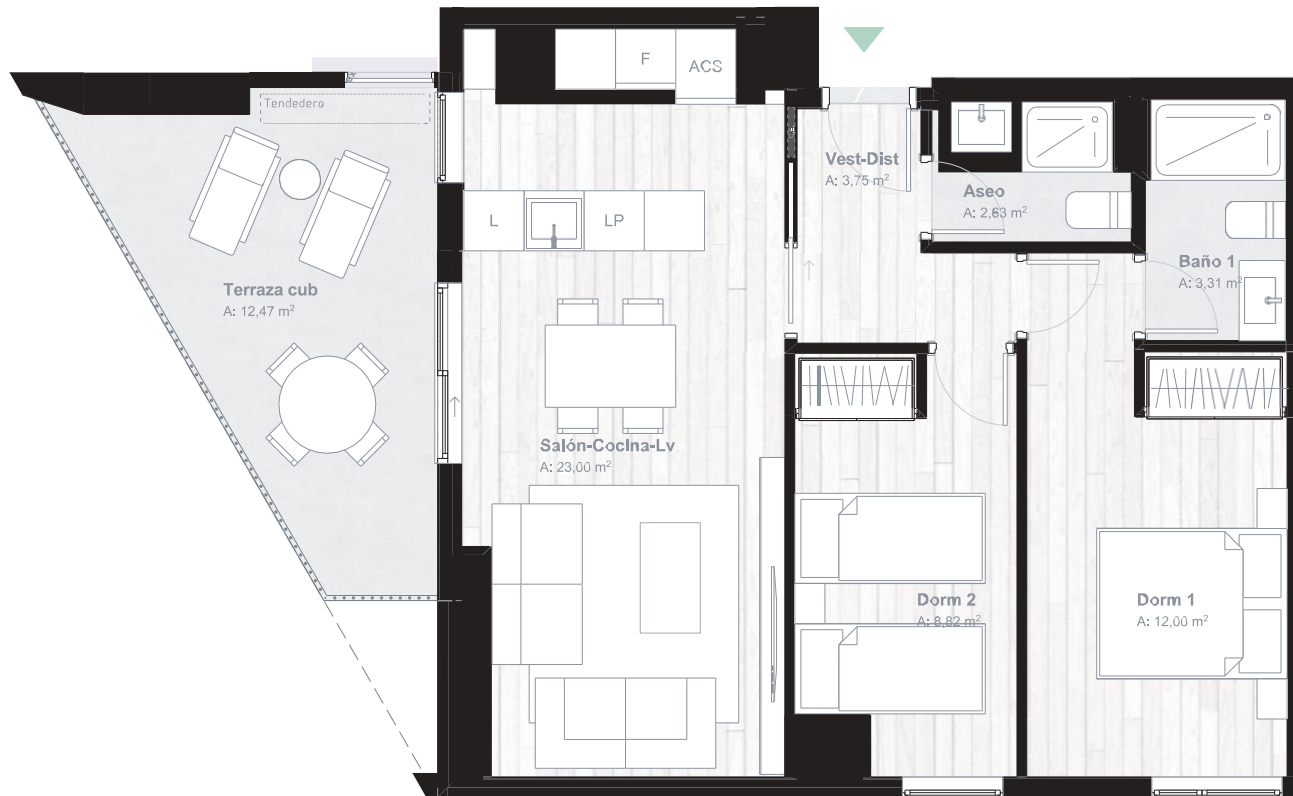 F
ACS
Tendedero
Vest-Dist
A: 3,75 m²
Aseo
A: 2,63 m²
L
LP
Baño 1
A: 3,31 m²
Terraza cub
A: 12,47 m²
Salón-Cocina-Lv
A: 23,00 m²
Dorm 2
A: 8,82 m²
Dorm 1
A: 12,00 m²